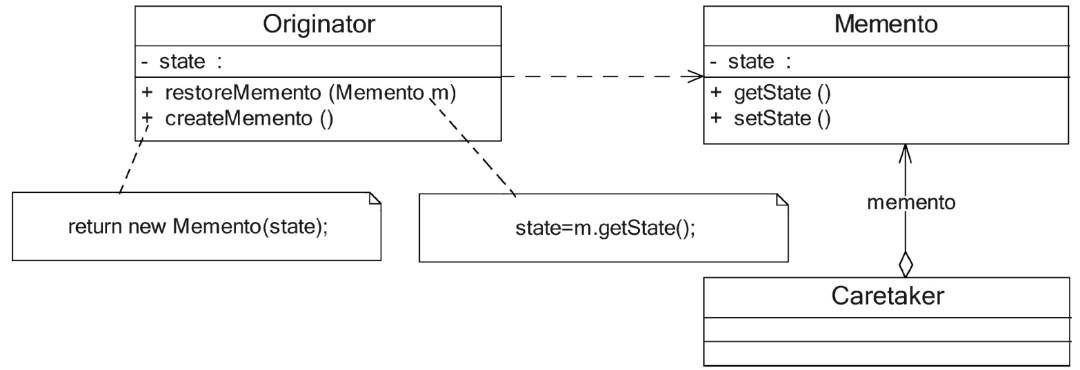 Originator
- state :
+ restoreMemento (Memento m)
+ createMemento ()
Memento
- state :
+ getState ()
+ setState ()
return new Memento(state);
state=m.getState();
memento
Caretaker